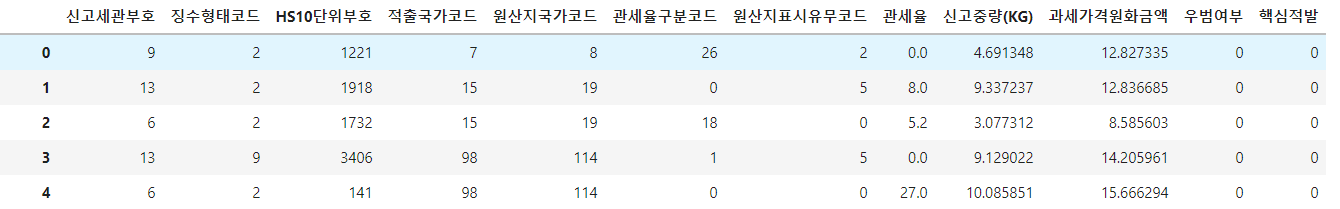 신고세관부호 징수형태코드 HS10단위부호 적출국가코드 원산지국가코드 관세율구분코드 원산지표시유무코드 관세율 신고중량(KG) 과세가격원화금액 우범여부 핵심적발
0 9 2 1221 7 8 26 2 0.0 4.691348 12.827335 0 0
1 13 2 1918 15 19 0 5 8.0 9.337237 12.836685 0 0
2 6 2 1732 15 19 18 0 5.2 3.077312 8.585603 0 0
3 13 9 3406 98 114 1 5 0.0 9.129022 14.205961 0 0
4 6 2 141 98 114 0 0 27.0 10.085851 15.666294 0 0